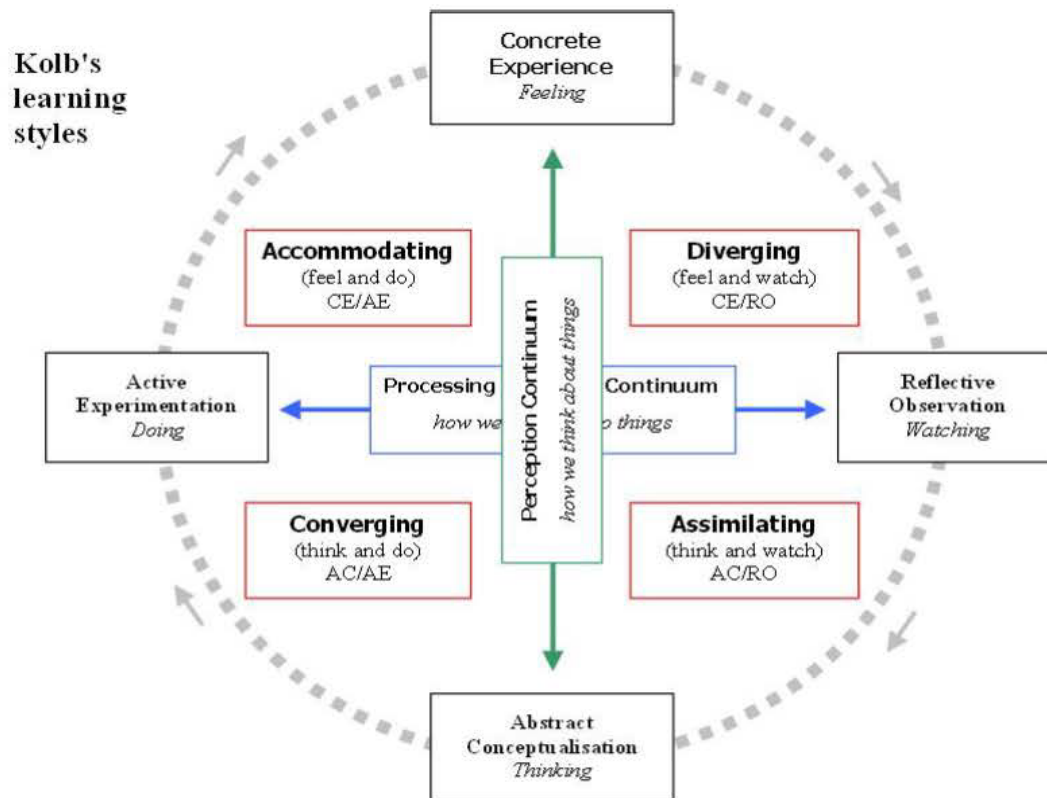 Kolb's
learning
styles
Concrete
Experience
Feeling
Accommodating
(feel and do)
CE/AE
Diverging
(feel and watch)
CE/RO
Active
Experimentation
Doing
Processing Continuum
how we o things
Perception Continuum
how we think about things
Reflective
Observation
Watching
Converging
(think and do)
AC/AE
Assimilating
(think and watch)
AC/RO
Abstract
Conceptualisation
Thinking